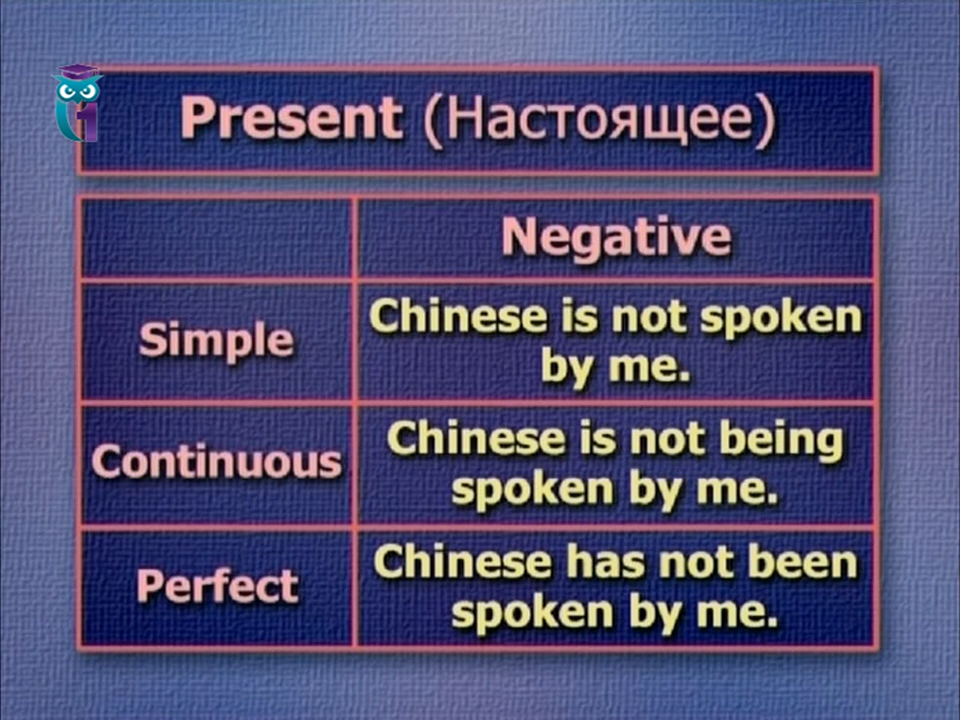 Present (Настоящее)
Negative
Simple
Chinese is not spoken
by me.
Continuous
Chinese is not being
spoken by me.
Perfect
Chinese has not been
spoken by me.